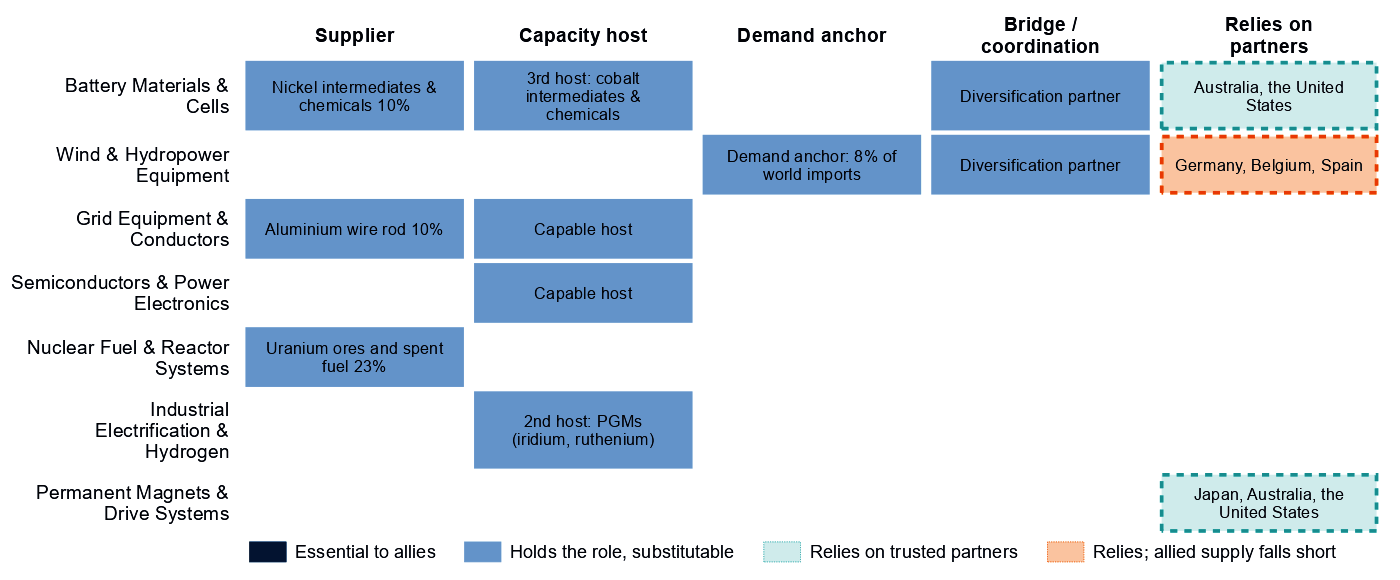 Supplier
Capacity host
Demand anchor
Bridge /
coordination
Relies on
partners
Battery Materials &
Cells
Nickel intermediates &
chemicals 10%
3rd host: cobalt
intermediates &
chemicals
Diversification partner
Australia, the United
States
Wind & Hydropower
Equipment
Demand anchor: 8% of
world imports
Diversification partner
Germany, Belgium, Spain
Grid Equipment &
Conductors
Aluminium wire rod 10%
Capable host
Semiconductors & Power
Electronics
Capable host
Nuclear Fuel & Reactor
Systems
Uranium ores and spent
fuel 23%
Industrial
Electrification &
Hydrogen
2nd host: PGMs
(iridium, ruthenium)
Permanent Magnets &
Drive Systems
Japan, Australia, the
United States
Essential to allies
Holds the role, substitutable
Relies on trusted partners
Relies; allied supply falls short